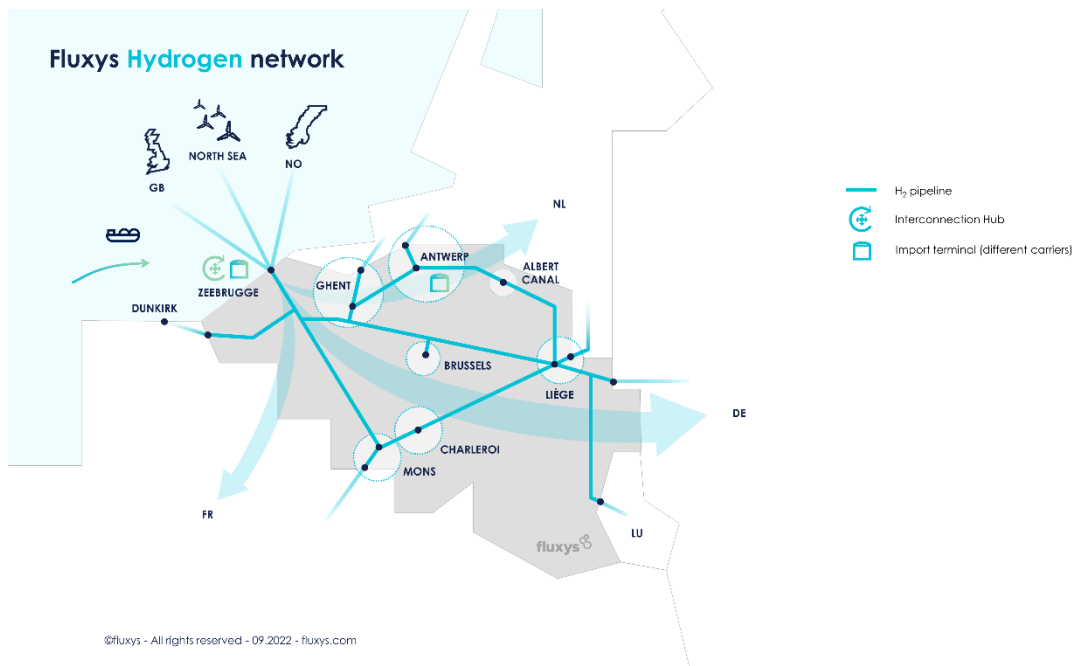 Fluxys Hydrogen network
NORTH SEA
NO
GB
NL
ANTWERP
ALBERT
CANAL
GHENT
ZEEBRUGGE
DUNKIRK
BRUSSELS
LIÈGE
DE
CHARLEROI
MONS
FR
LU
fluxys
H₂ pipeline
Interconnection Hub
Import terminal (different carriers)
©fluxys - All rights reserved - 09.2022 - fluxys.com